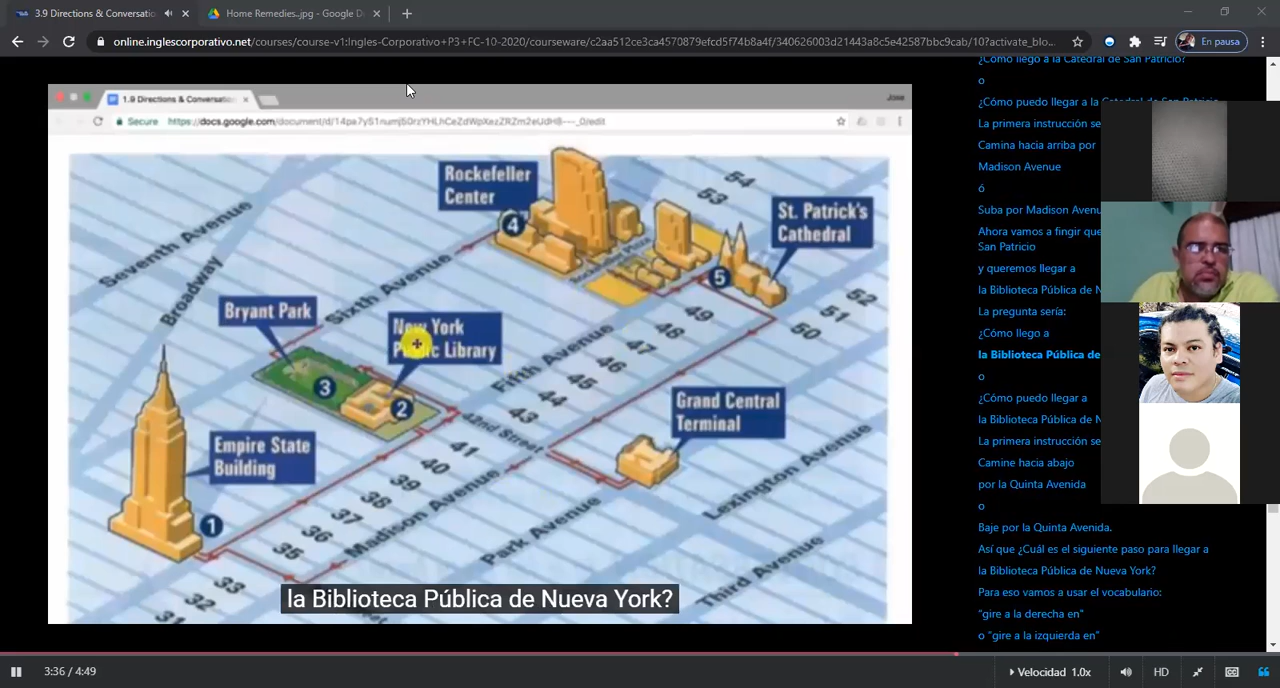 3.9 Directions & Conversatio
Home Remedies..jpg - Google D
online.inglescorporativo.net/courses/course-v1:Ingles-Corporativo+P3+FC-10-2020/courseware/c2aa512ce3ca4570879efcd5f74b8a4f/340626003d21443a8c5e42587bbc9cab/10?activate_blo...
En pausa
1.9 Directions & Conversatio
Jose
Secure
Rockefeller
Center
St. Patrick's
Cathedral
Seventh Avenue
Broadway
Sixth Avenue
Bryant Park
New York
Public Library
Fifth Avenue
42nd Street
Grand Central
Terminal
Empire State
Building
Madison Avenue
Park Avenue
Lexington Avenue
Third Avenue
1
2
3
4
5
54
53
52
51
50
49
48
47
46
45
44
43
41
40
39
38
37
36
35
33
32
31
la Biblioteca Pública de Nueva York?
¿Cómo llego a la Catedral de San Patricio?
o
¿Cómo puedo llegar a la Catedral de San Patricio
La primera instrucción se
Camina hacia arriba por
Madison Avenue
ó
Suba por Madison Avenu
Ahora vamos a fingir que
San Patricio
y queremos llegar a
la Biblioteca Pública de N
La pregunta sería:
¿Cómo llego a
la Biblioteca Pública de
o
¿Cómo puedo llegar a
la Biblioteca Pública de N
La primera instrucción se
Camine hacia abajo
por la Quinta Avenida
o
Baje por la Quinta Avenida.
Así que ¿Cuál es el siguiente paso para llegar a
la Biblioteca Pública de Nueva York?
Para eso vamos a usar el vocabulario:
"gire a la derecha en"
o "gire a la izquierda en"
3:36 / 4:49
Velocidad 1.0x
HD
CC